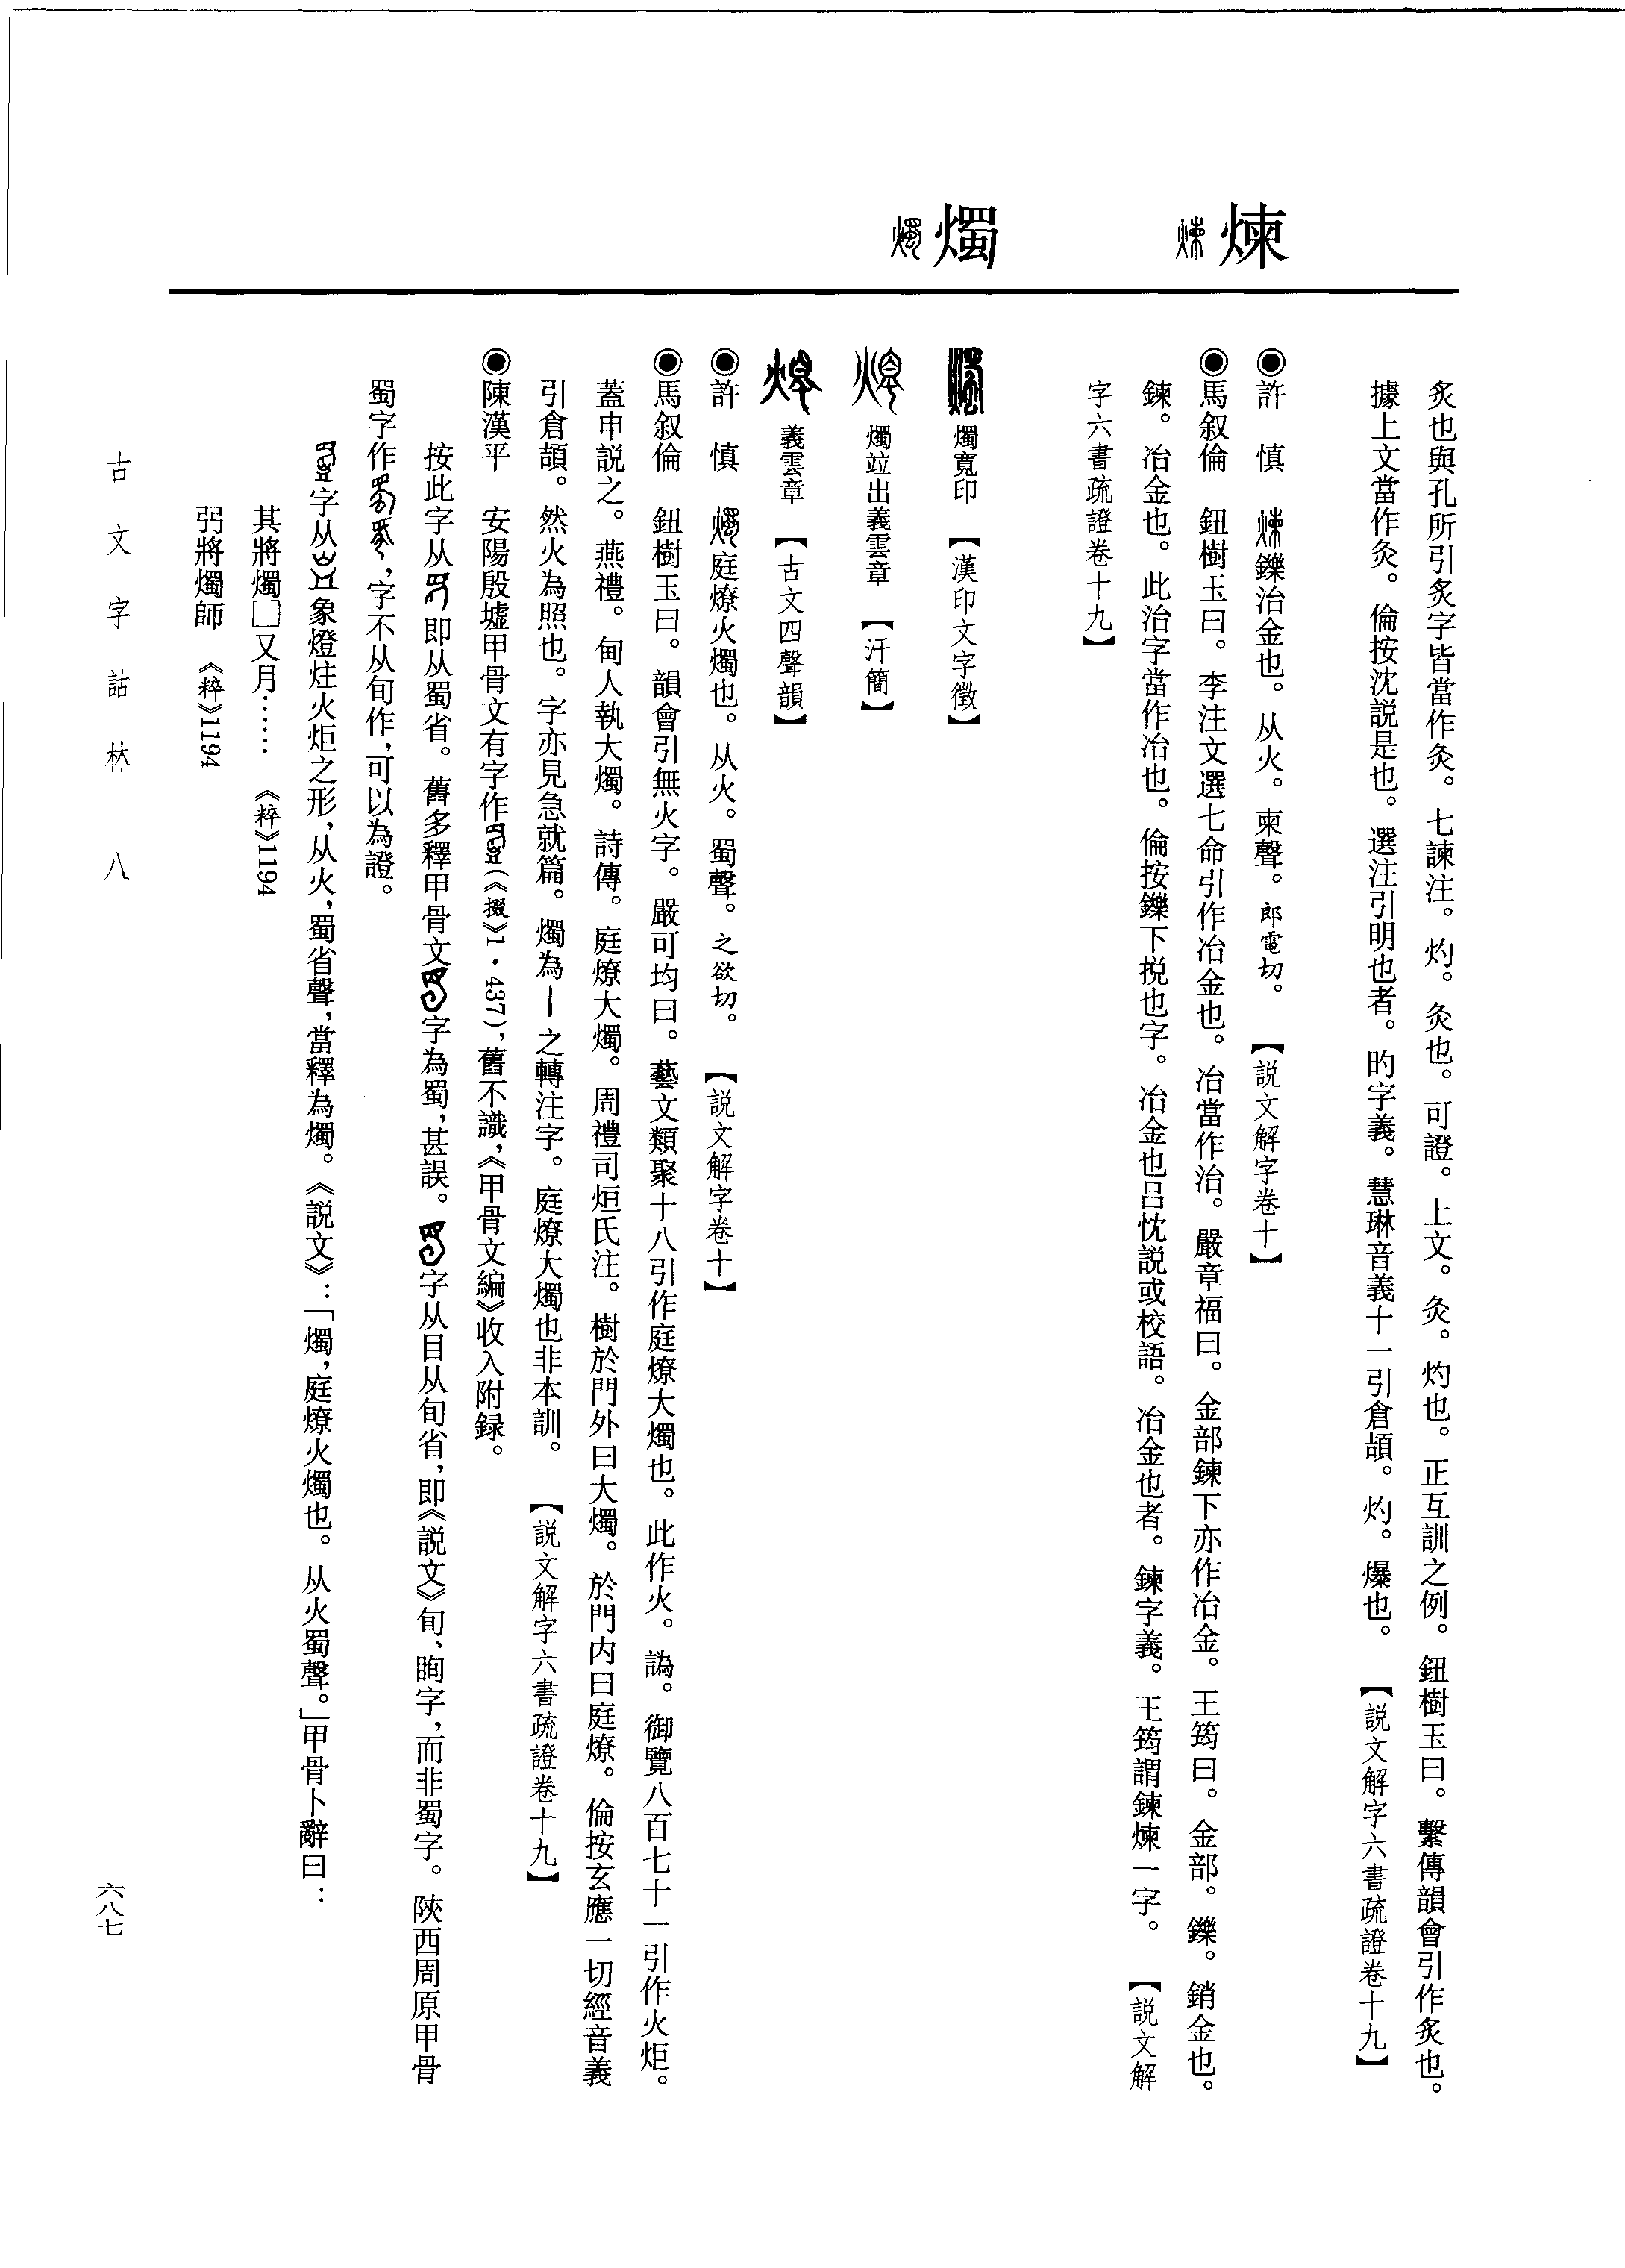 煉
燭
炙也與孔所引炙字皆當作灸。七諫注。灼。灸也。可證。上文。灸。灼也。正互訓之例。鈕樹玉曰。繫傳韻會引作炙也。
據上文當作灸。倫按沈説是也。選注引明也者。旳字義。慧琳音義十一引倉頡。灼。爆也。【説文解字六書疏證卷十九】
◉許　慎　鑠治金也。从火。柬聲。郎電切。【説文解字卷十】
◉馬叙倫　鈕樹玉曰。李注文選七命引作冶金也。冶當作治。嚴章福曰。金部鍊下亦作冶金。王筠曰。金部。鑠。銷金也。
鍊。冶金也。此治字當作冶也。倫按鑠下挩也字。冶金也吕忱説或校語。冶金也者。鍊字義。王筠謂鍊煉一字。【説文解
字六書疏證卷十九】
燭寬印【漢印文字徵】
燭竝出義雲章【汗簡】
義雲章【古文四聲韻】
◉許　慎　庭燎火燭也。从火。蜀聲。之欲切。【説文解字卷十】
◉馬叙倫　鈕樹玉曰。韻會引無火字。嚴可均曰。藝文類聚十八引作庭燎大燭也。此作火。譌。御覽八百七十一引作火炬。
蓋申説之。燕禮。甸人執大燭。詩傳。庭燎大燭。周禮司烜氏注。樹於門外曰大燭。於門内曰庭燎。倫按玄應一切經音義
引倉頡。然火為照也。字亦見急就篇。燭為丨之轉注字。庭燎大燭也非本訓。【説文解字六書疏證卷十九】
◉陳漢平　安陽殷墟甲骨文有字作(《掇》1·437)，舊不識，《甲骨文編》收入附録。
按此字从即从蜀省。舊多釋甲骨文字為蜀，甚誤。字从目从旬省，即《説文》旬、眴字，而非蜀字。陝西周原甲骨
蜀字作，字不从旬作，可以為證。
字从象燈炷火炬之形，从火，蜀省聲，當釋為燭。《説文》：「燭，庭燎火燭也。从火蜀聲。」甲骨卜辭曰：
其將燭□又月……《粹》1194
弜將燭師　《粹》1194
古文字詁林　八
六八七